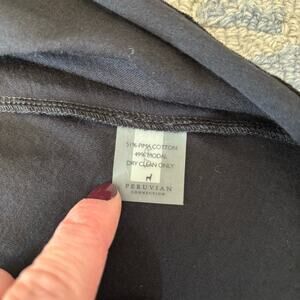 51% PIMA COTTON
49% MODAL
DRY CLEAN ONLY
PERUVIAN
CONNECTION